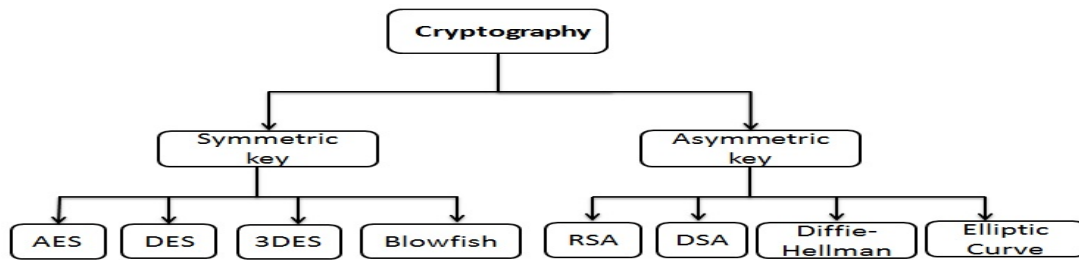 Cryptography
Symmetric
key
Asymmetric
key
AES
DES
3DES
Blowfish
RSA
DSA
Diffie-
Hellman
Elliptic
Curve